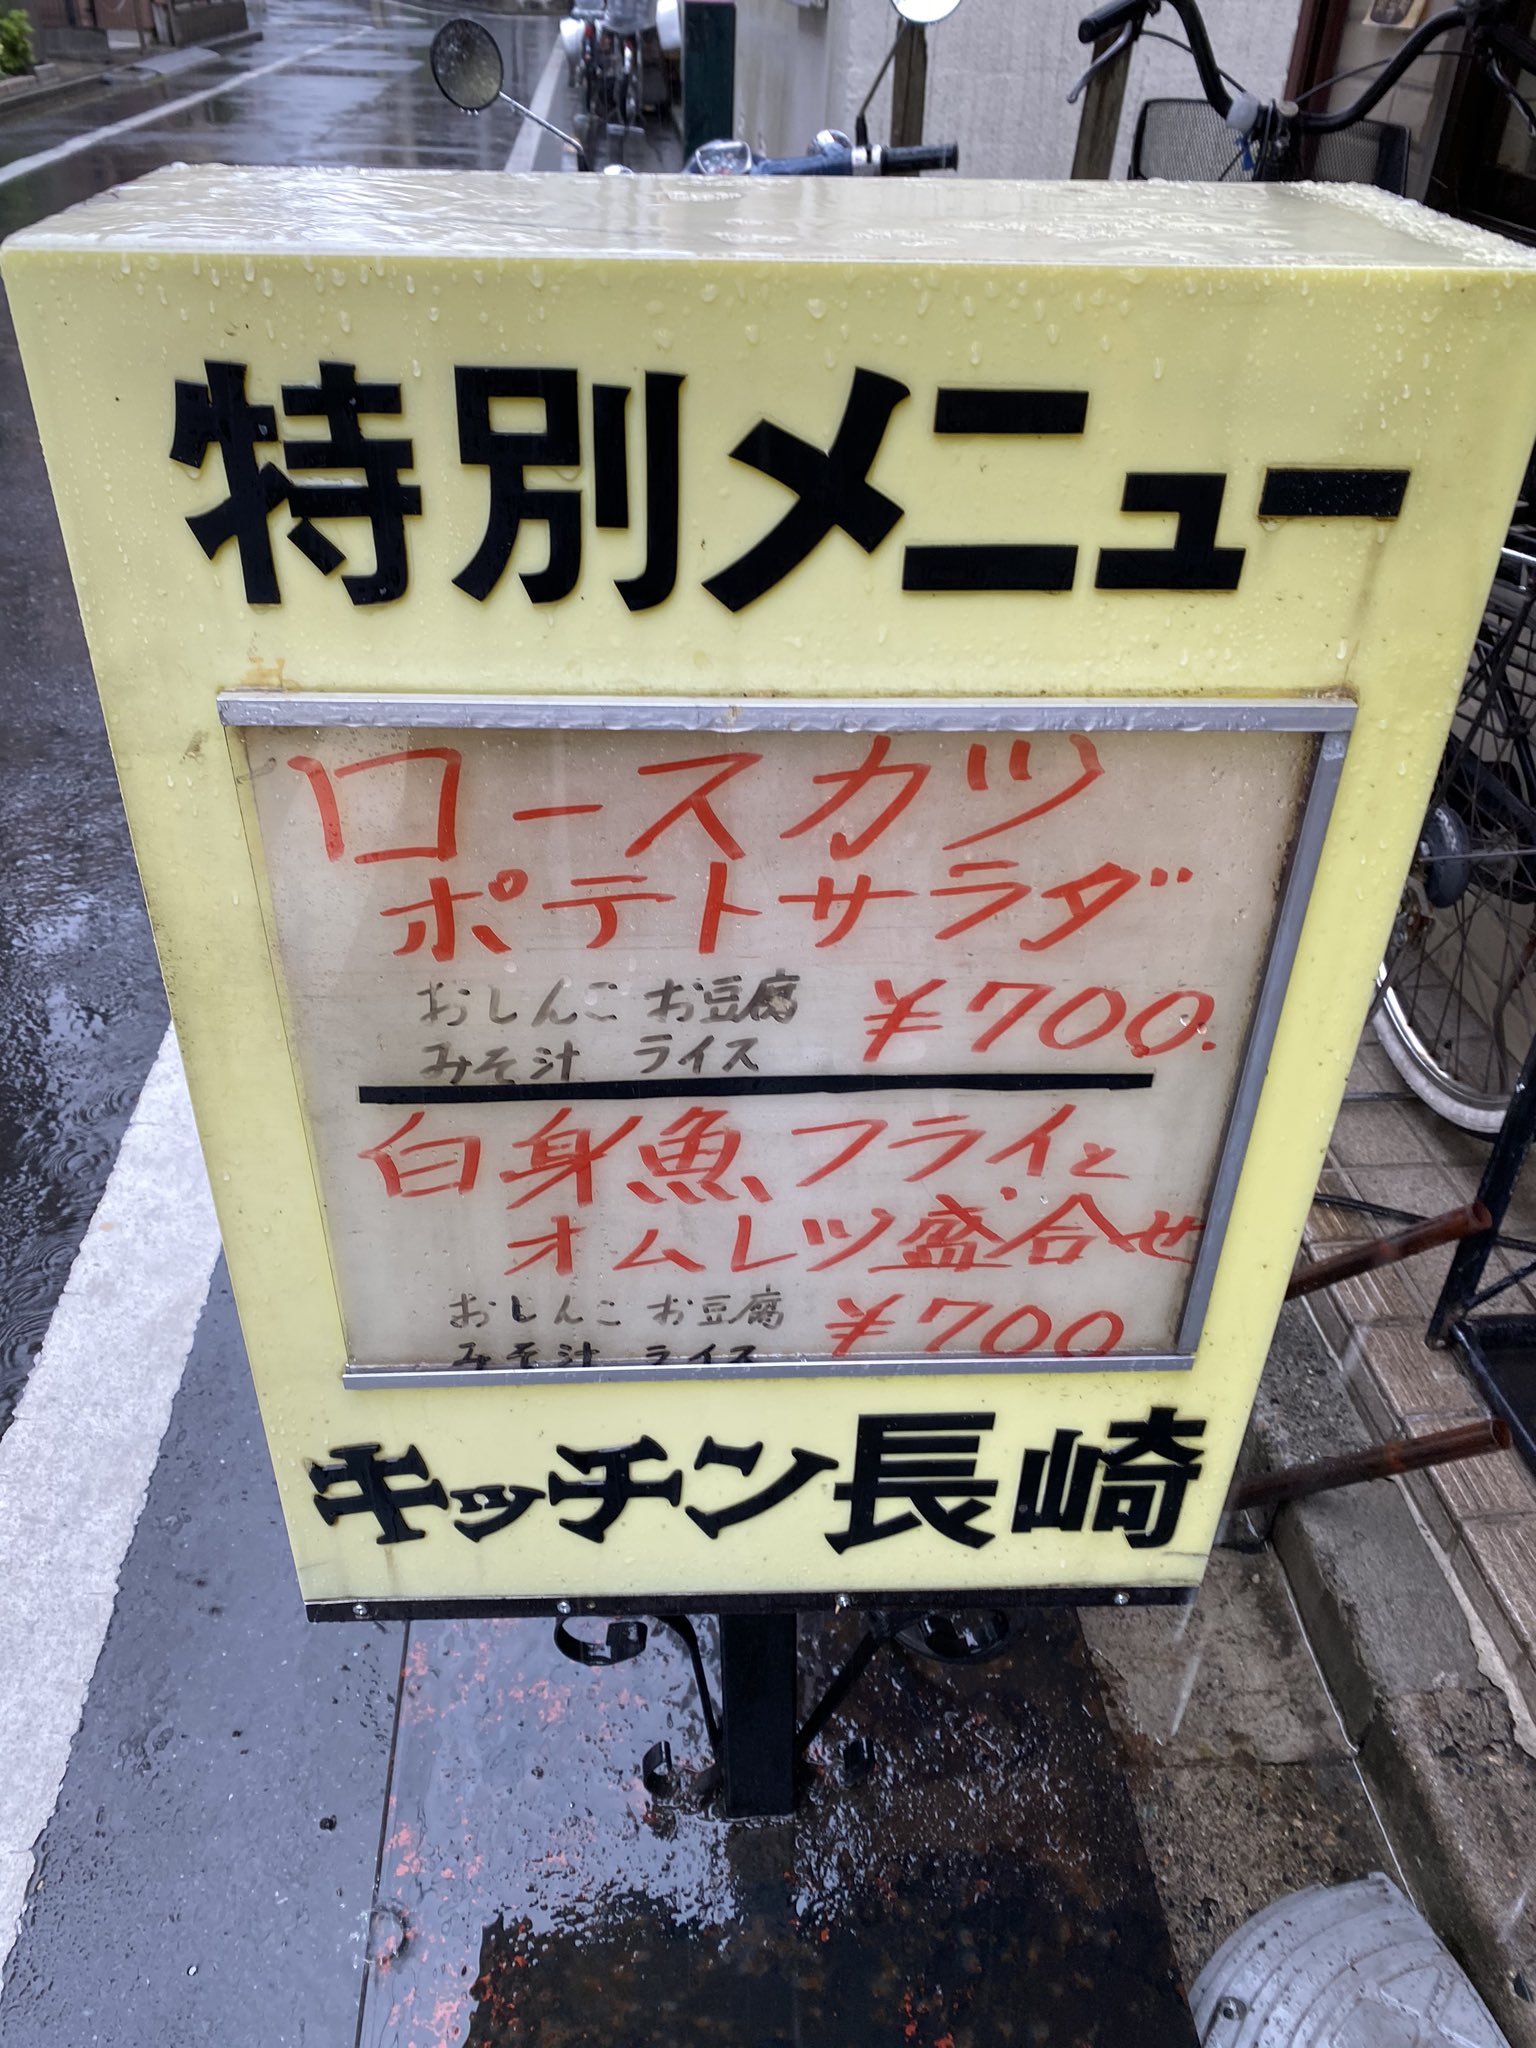 特別メニュー
ロースカツ
ポテトサラダ
おしんこ お豆腐 ¥700.
みそ汁 ライス
白身魚フライと
オムレツ盛合せ
おしんこ お豆腐 ¥700
みそ汁 ライス
キッチン長崎